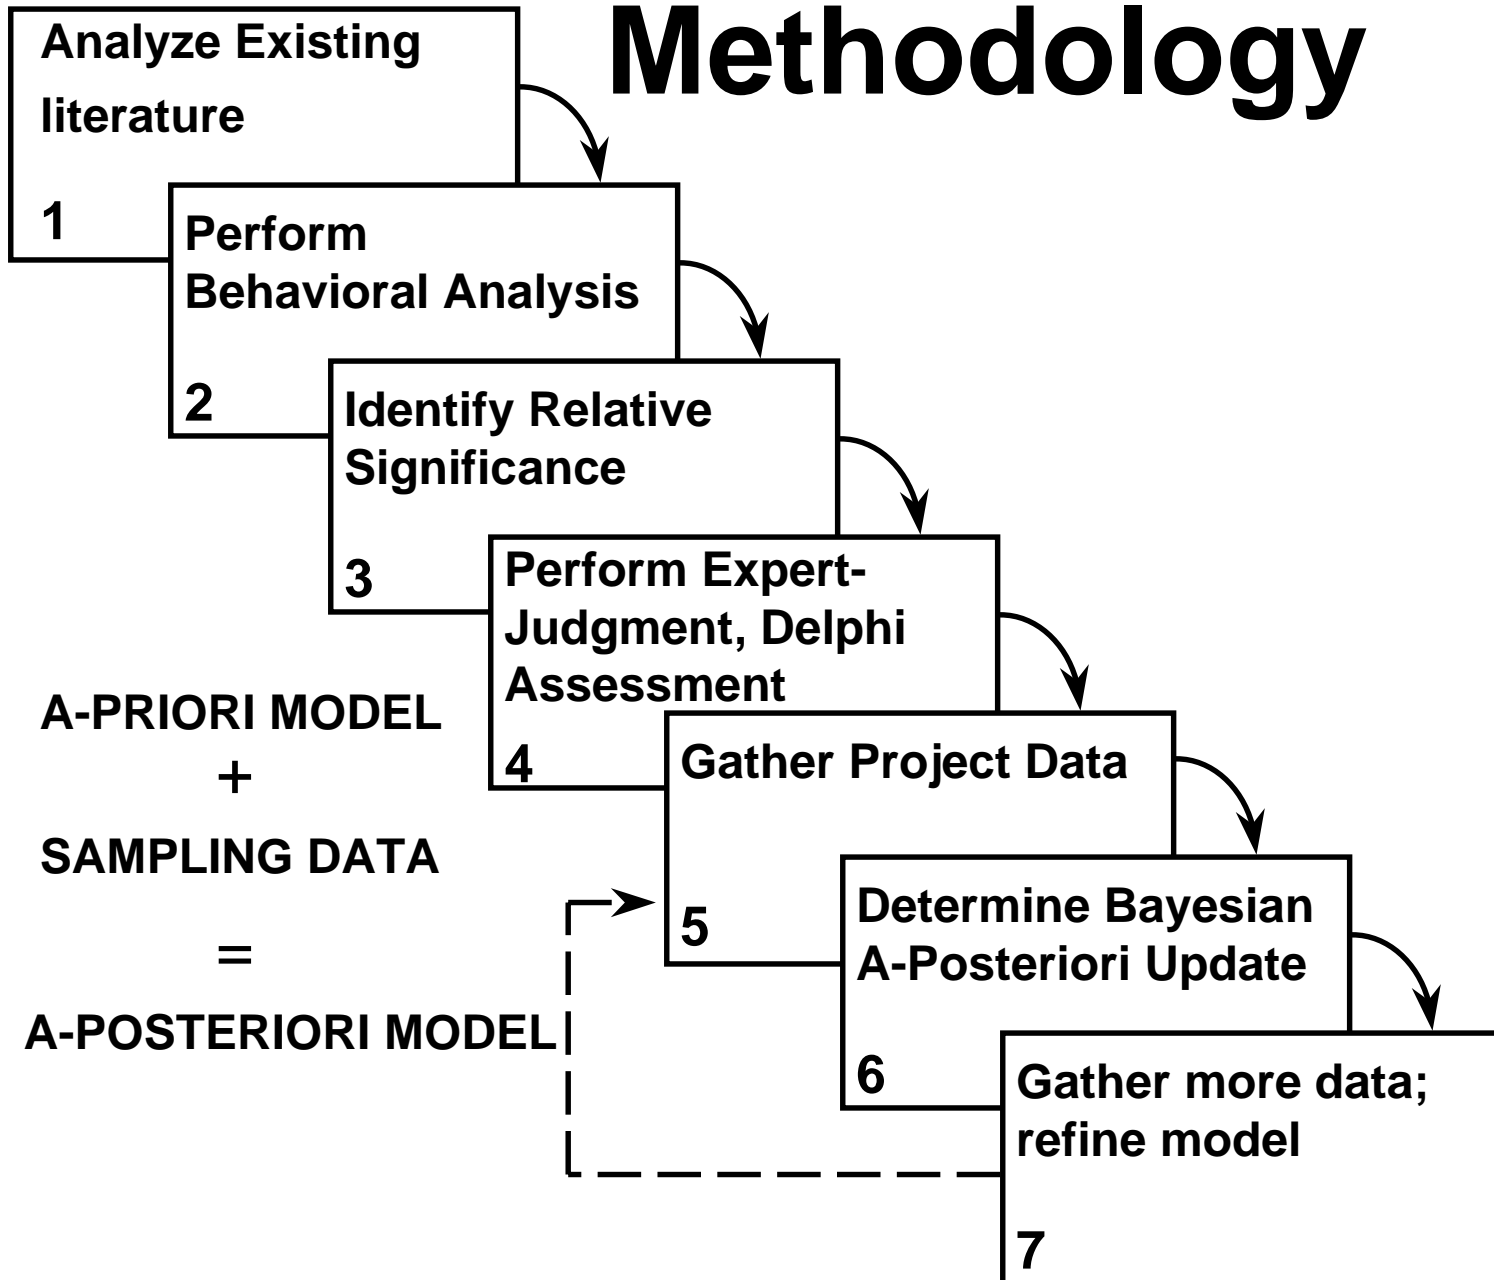 Methodology
Analyze Existing
literature
1
Perform
Behavioral Analysis
2
Identify Relative
Significance
3
Perform Expert-
Judgment, Delphi
Assessment
4
Gather Project Data
5
Determine Bayesian
A-Posteriori Update
6
Gather more data;
refine model
7
A-PRIORI MODEL
+
SAMPLING DATA
=
A-POSTERIORI MODEL